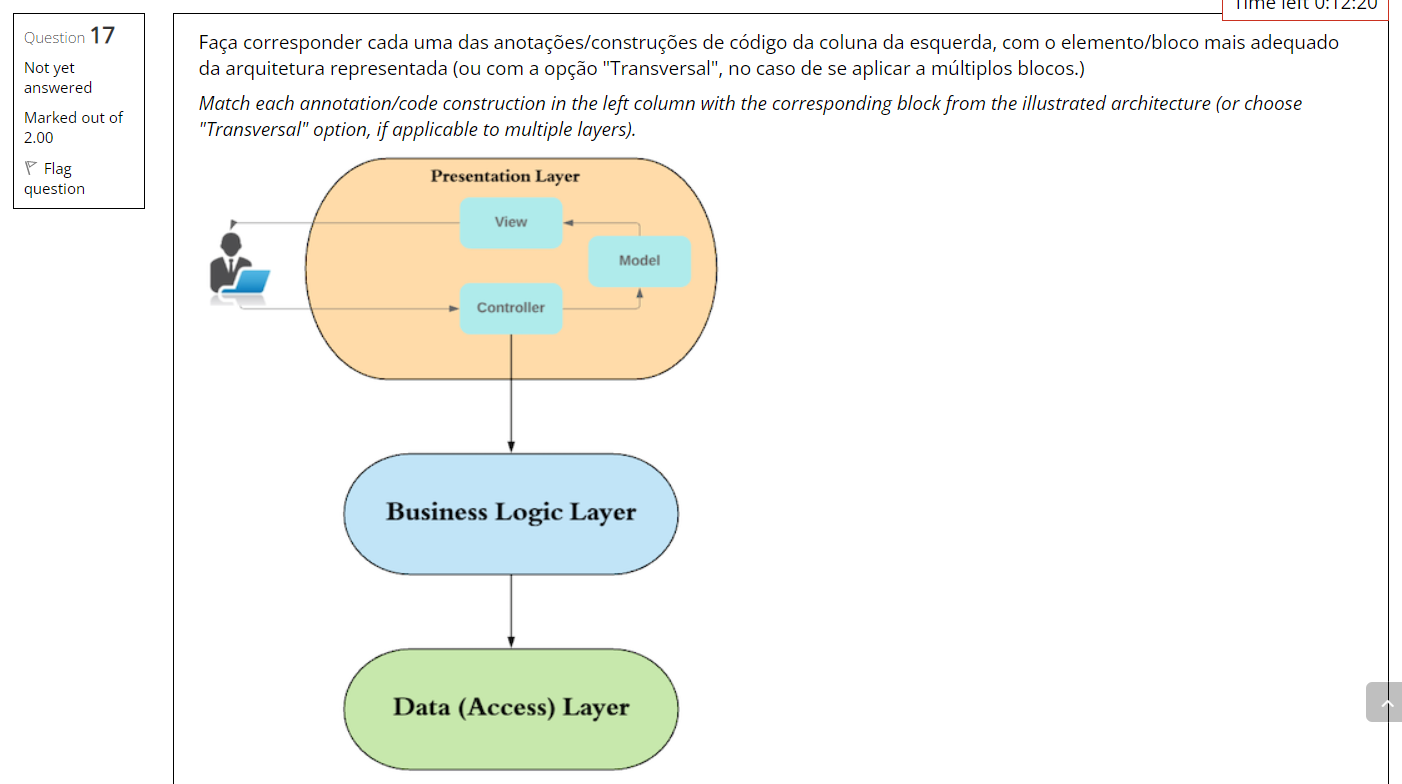 Time left 0:12:20
Question 17
Not yet
answered
Marked out of
2.00
Flag
question
Faça corresponder cada uma das anotações/construções de código da coluna da esquerda, com o elemento/bloco mais adequado
da arquitetura representada (ou com a opção "Transversal", no caso de se aplicar a múltiplos blocos.)
Match each annotation/code construction in the left column with the corresponding block from the illustrated architecture (or choose
"Transversal" option, if applicable to multiple layers).
Presentation Layer
View
Model
Controller
Business Logic Layer
Data (Access) Layer